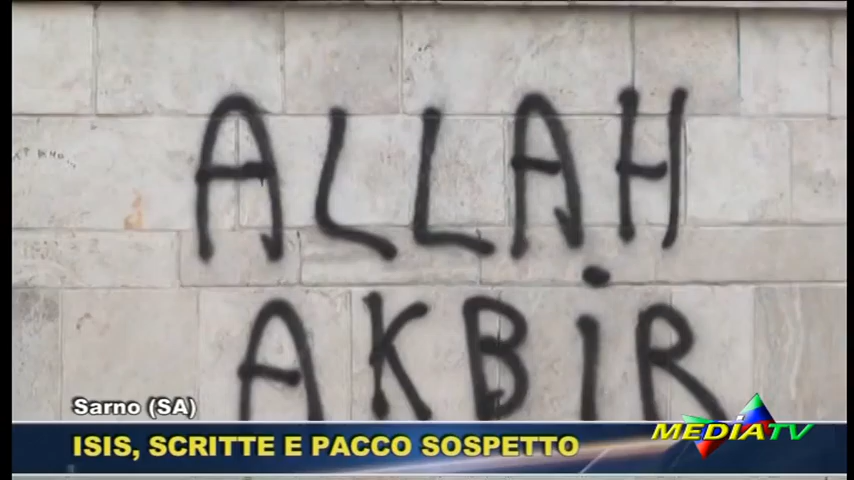 ALLAH
AKBiR
Sarno (SA)
ISIS, SCRITTE E PACCO SOSPETTO
MEDIATV